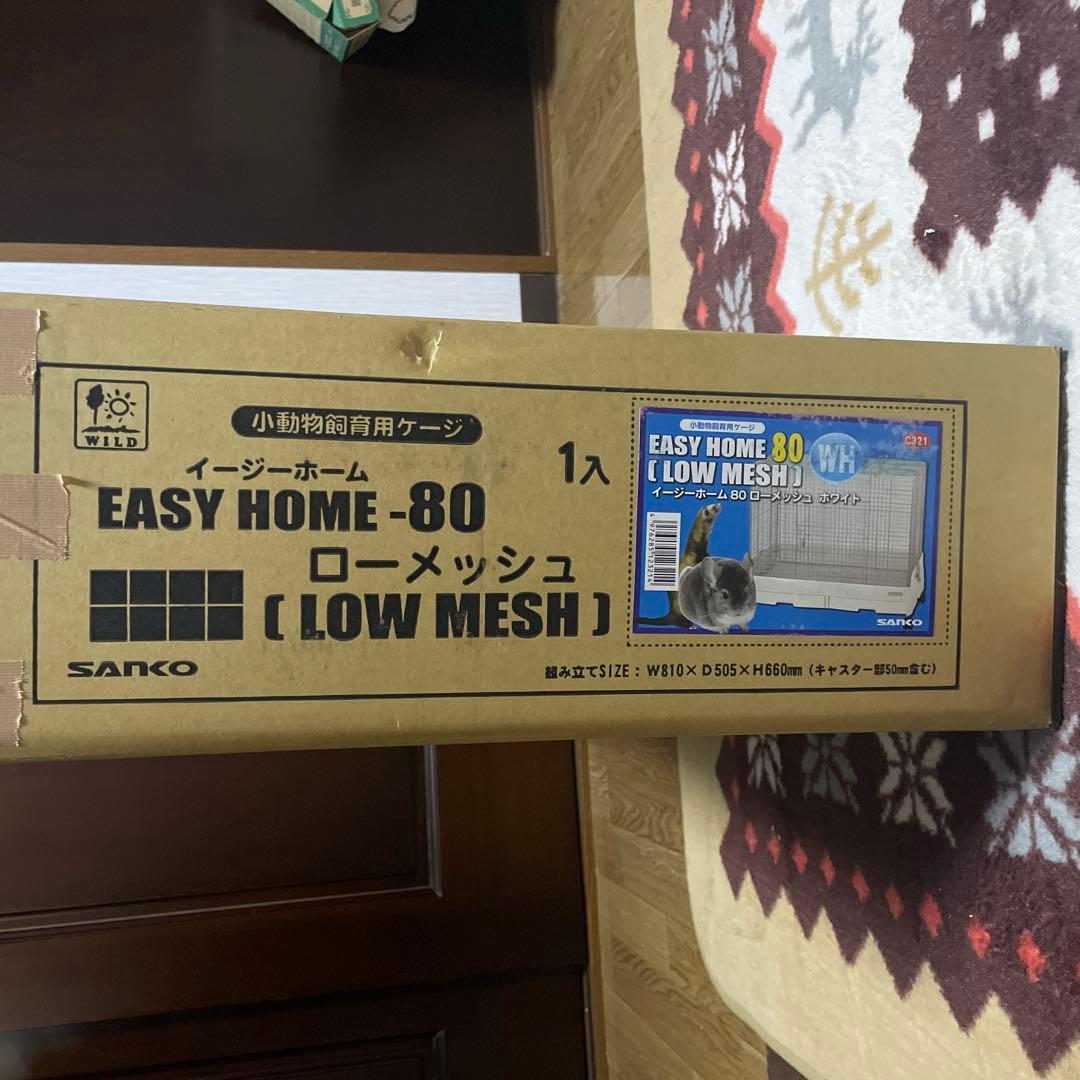 WILD
小動物飼育用ケージ
イージーホーム
EASY HOME -80
1入
ローメッシュ
( LOW MESH )
SANKO
小動物飼育用ケージ
EASY HOME 80
( LOW MESH )
WH
C321
イージーホーム 80 ローメッシュ ホワイト
4976285123214
SANKO
組み立てSIZE : W810×D505×H660mm (キャスター部50mm含む)